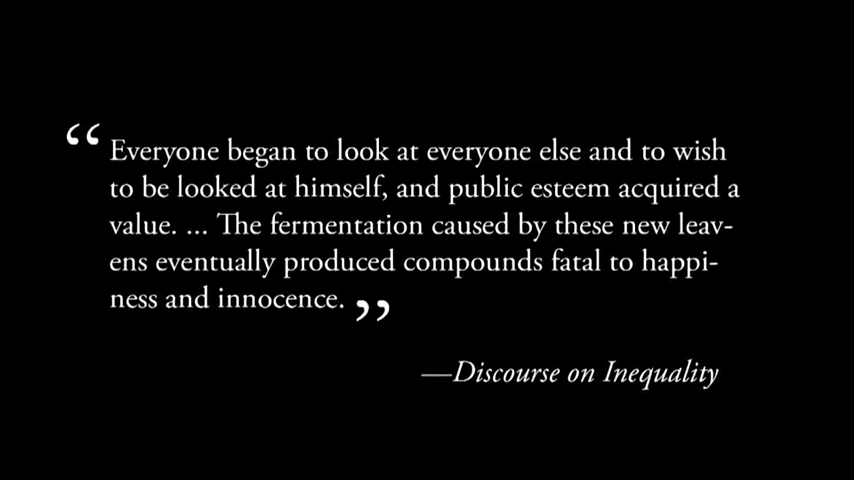 “Everyone began to look at everyone else and to wish
to be looked at himself, and public esteem acquired a
value. ... The fermentation caused by these new leav-
ens eventually produced compounds fatal to happi-
ness and innocence.”
—Discourse on Inequality